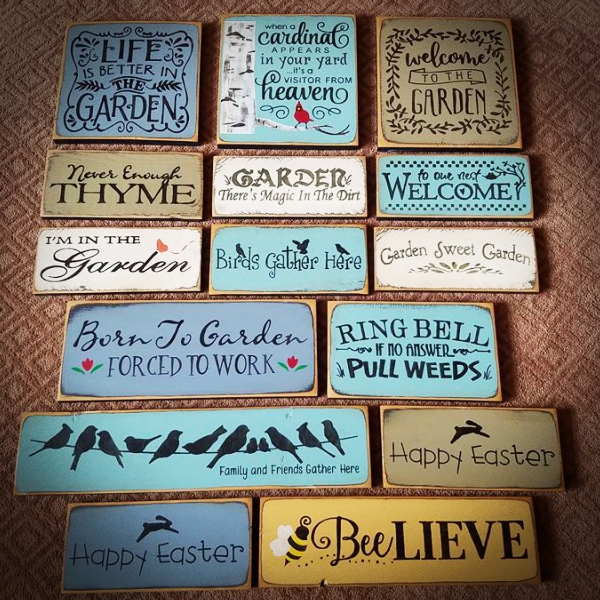 LIFE
IS BETTER IN
THE
GARDEN
when a
cardinal
APPEARS
in your yard
...it's a
VISITOR FROM
heaven
welcome
TO THE
GARDEN
Never Enough
THYME
GARDEN
There's Magic In The Dirt
to our nest
WELCOME
I'M IN THE
Garden
Birds Gather Here
Garden Sweet Garden
Born To Garden
FORCED TO WORK
RING BELL
IF NO ANSWER
PULL WEEDS
Family and Friends Gather Here
Happy Easter
Happy Easter
BeeLIEVE